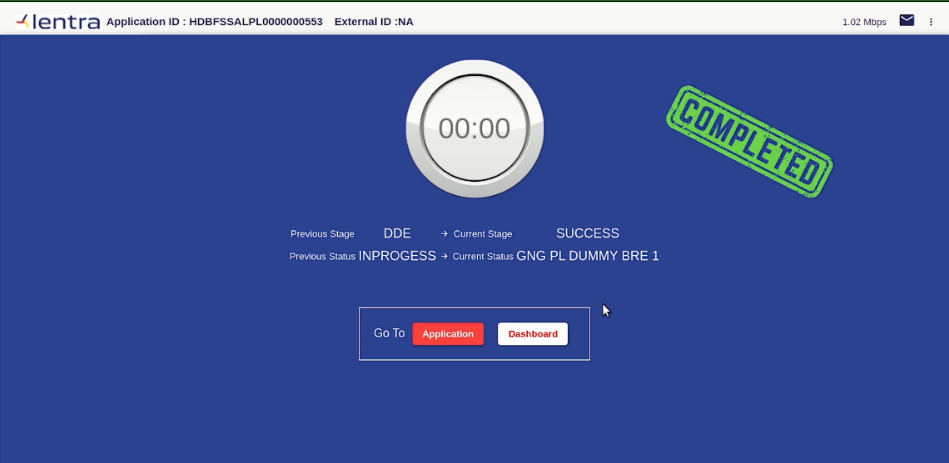 lentra Application ID : HDBFSSALPL0000000553 External ID :NA 1.02 Mbps
00:00
COMPLETED
Previous Stage DDE → Current Stage SUCCESS
Previous Status INPROGESS → Current Status GNG PL DUMMY BRE 1
Go To Application Dashboard